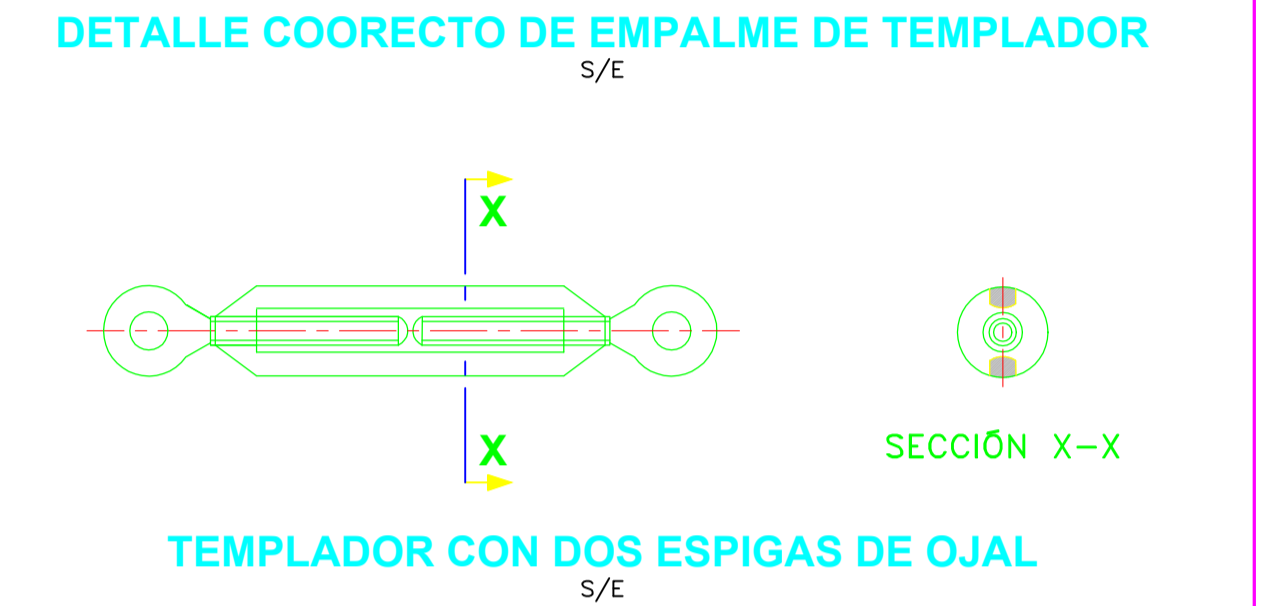 DETALLE COORECTO DE EMPALME DE TEMPLADOR
S/E
X
X
SECCIÓN X-X
TEMPLADOR CON DOS ESPIGAS DE OJAL
S/E